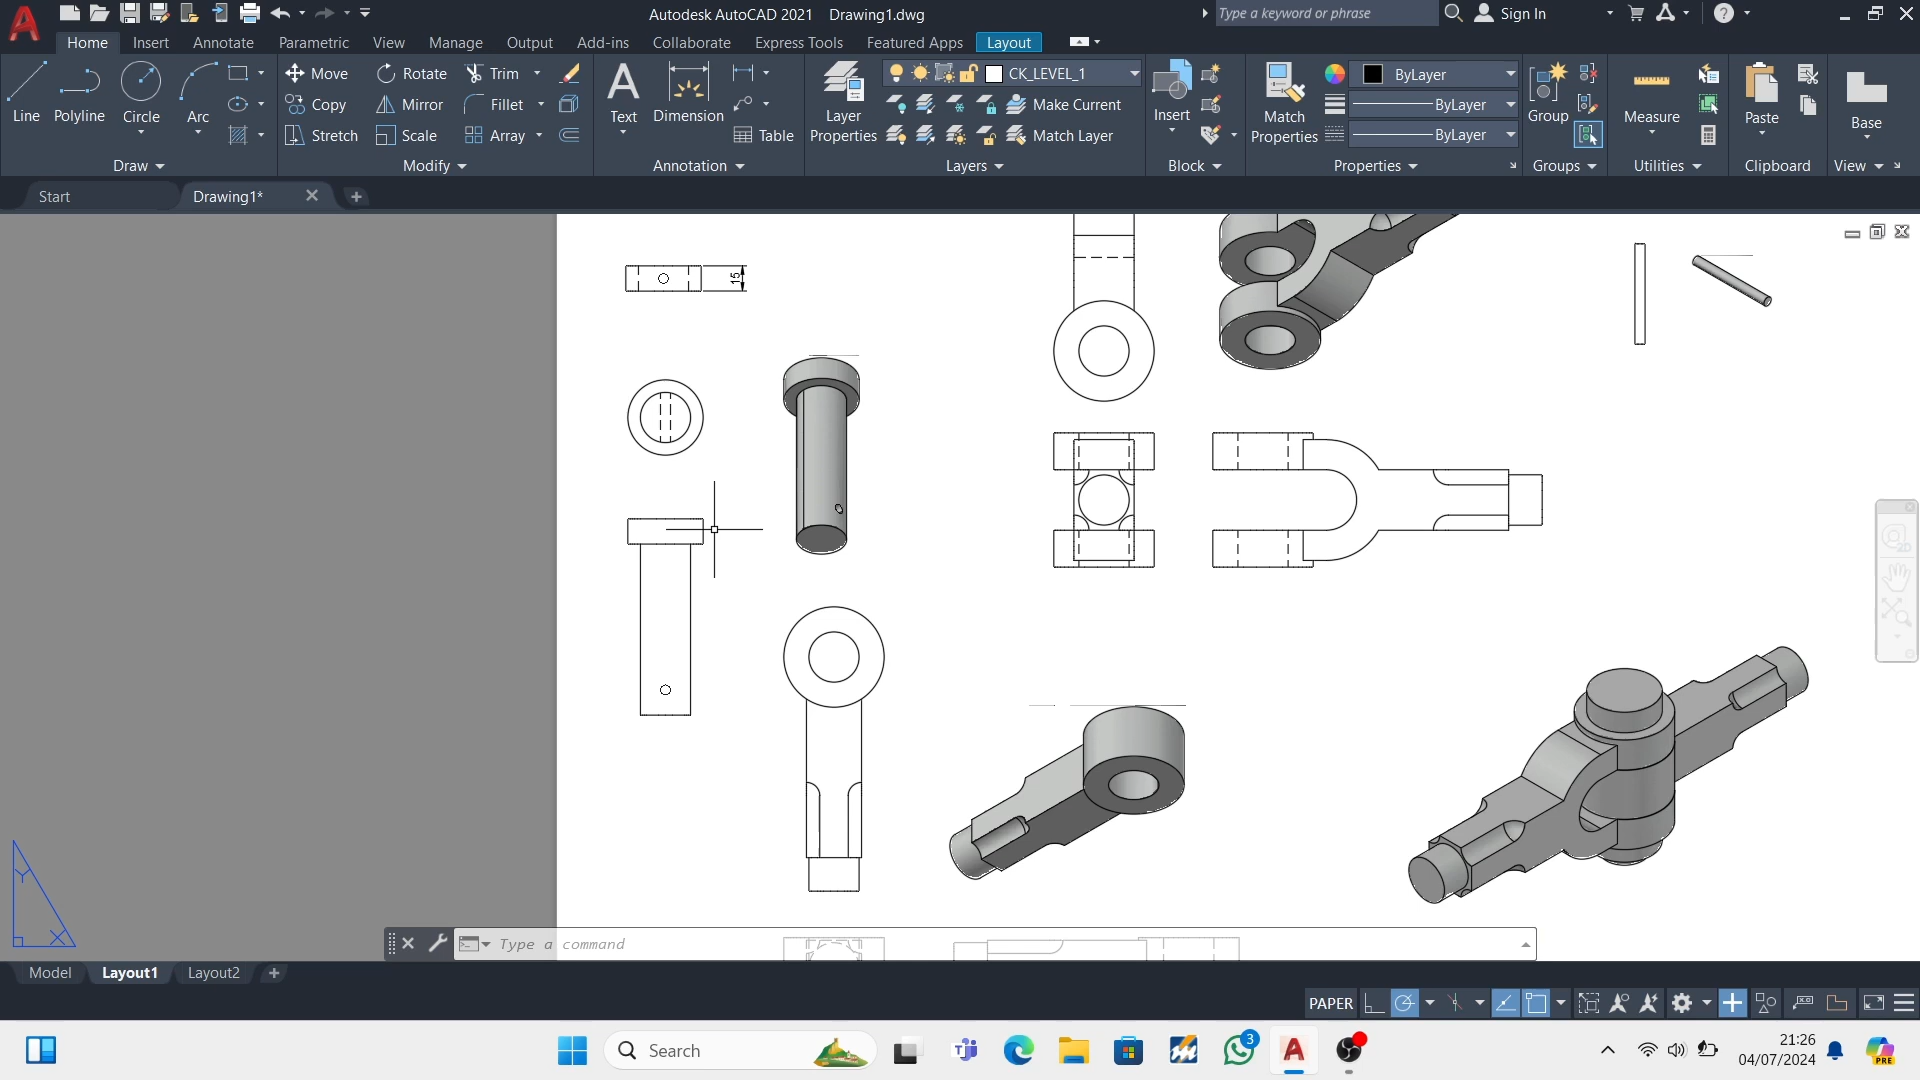 Autodesk AutoCAD 2021 Drawing1.dwg
Type a keyword or phrase
Sign In
Home Insert Annotate Parametric View Manage Output Add-ins Collaborate Express Tools Featured Apps Layout
Line Polyline Circle Arc
Move Rotate Trim
Copy Mirror Fillet
Stretch Scale Array
Text Dimension
Table
Layer Properties
CK_LEVEL_1
Make Current
Match Layer
Insert
Match Properties
ByLayer
ByLayer
ByLayer
Group
Measure
Paste
Base
Draw Modify Annotation Layers Block Properties Groups Utilities Clipboard View
Start Drawing1*
15
2D
Y
X
Type a command
Model Layout1 Layout2
PAPER
Search
3
21:26
04/07/2024
PRE